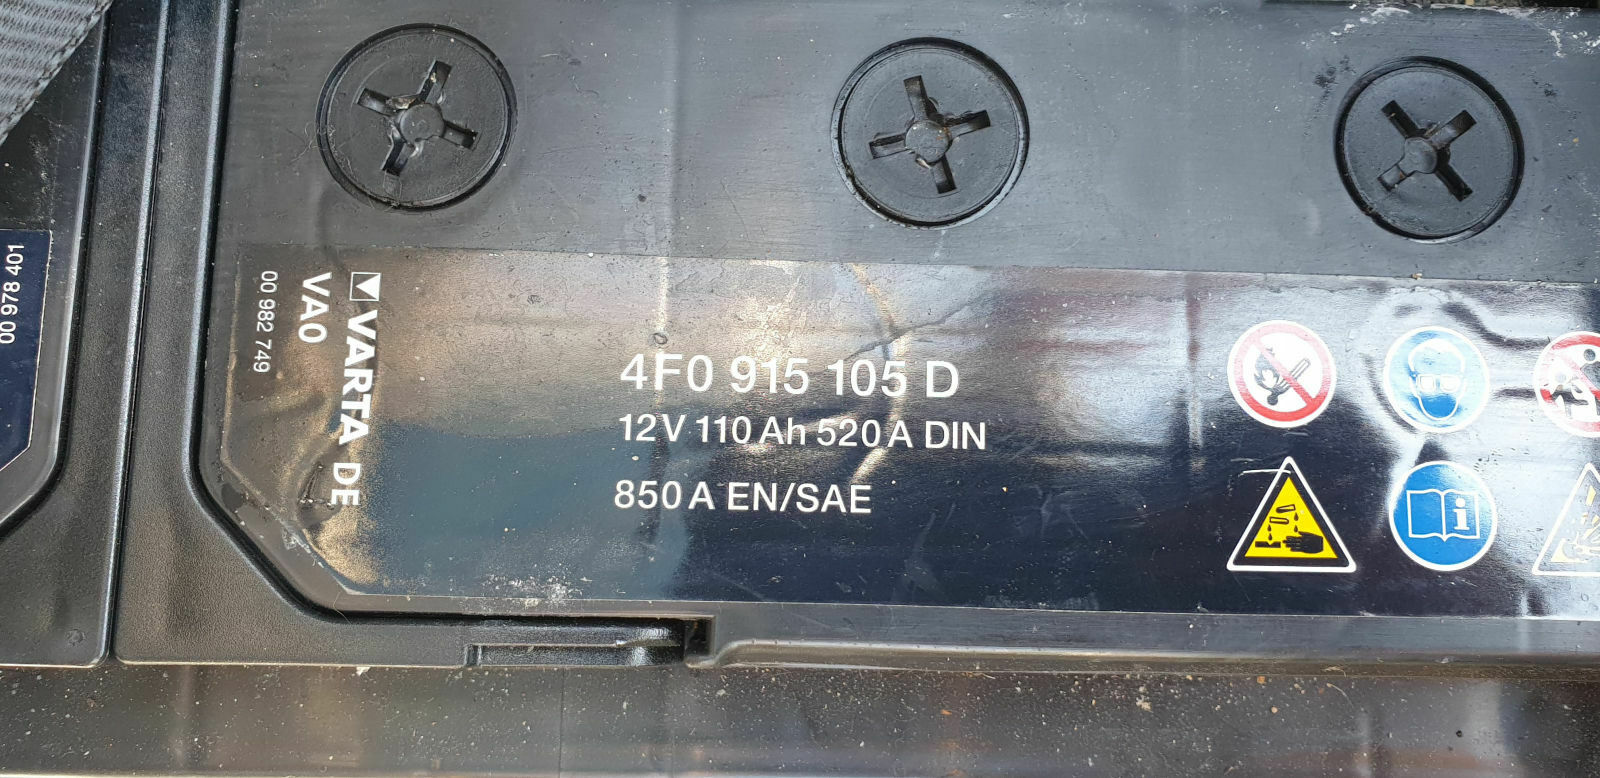 00 978 401
00 982 749
VA0
VARTA DE
4F0 915 105 D
12V 110 Ah 520 A DIN
850 A EN/SAE
i